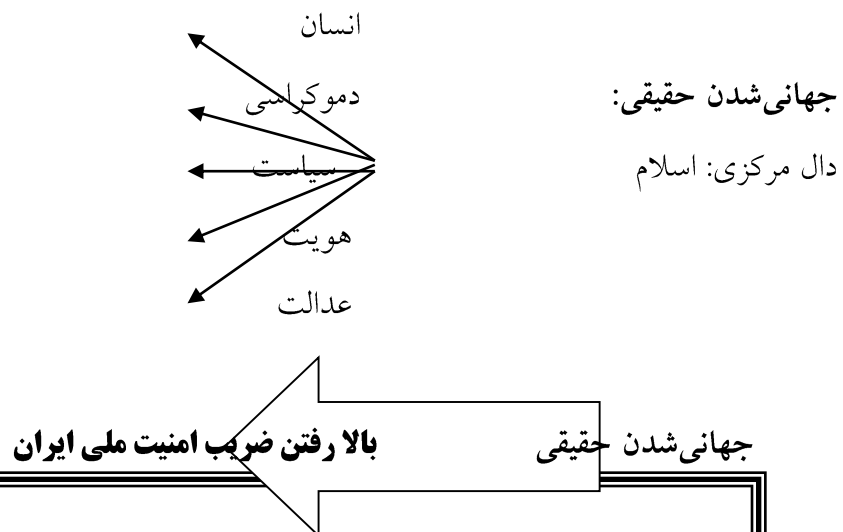 انسان
جهانی‌شدن حقیقی: دموکراسی
دال مرکزی: اسلام سیاست
هویت
عدالت
جهانی‌شدن حقیقی بالا رفتن ضریب امنیت ملی ایران